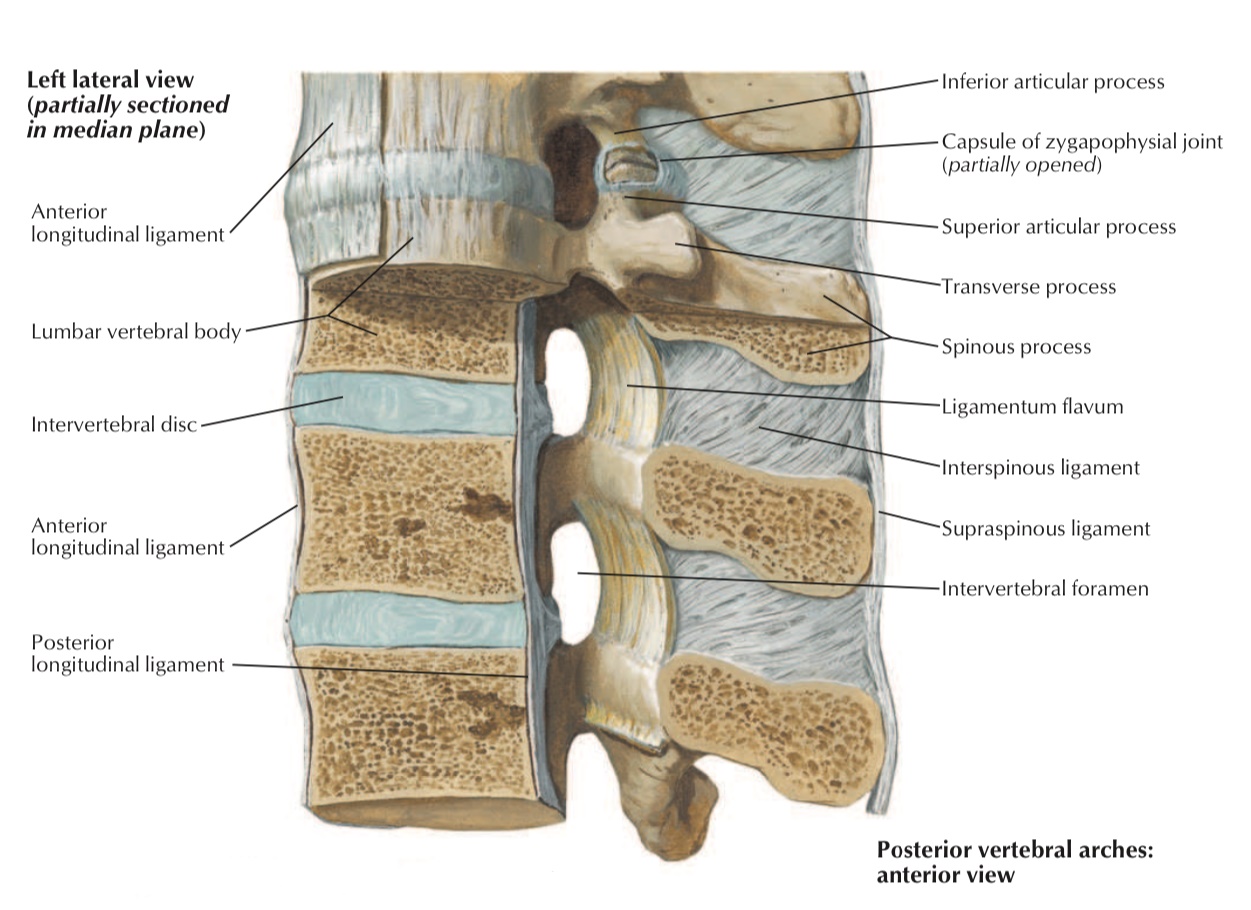 Left lateral view
(partially sectioned
in median plane)
Anterior
longitudinal ligament
Lumbar vertebral body
Intervertebral disc
Anterior
longitudinal ligament
Posterior
longitudinal ligament
Inferior articular process
Capsule of zygapophysial joint
(partially opened)
Superior articular process
Transverse process
Spinous process
Ligamentum flavum
Interspinous ligament
Supraspinous ligament
Intervertebral foramen
Posterior vertebral arches:
anterior view